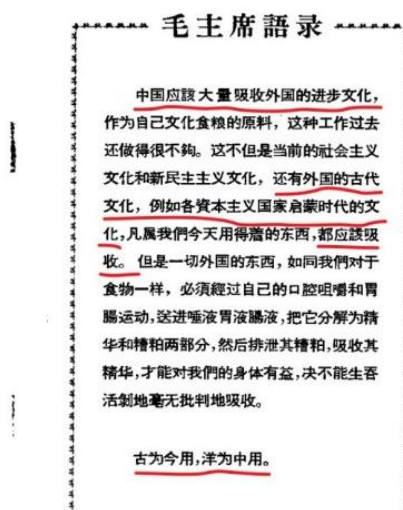 毛主席語录
中国应該大量吸收外国的进步文化，
作为自己文化食粮的原料，这种工作过去
还做得很不夠。这不但是当前的社会主义
文化和新民主主义文化，还有外国的古代
文化，例如各資本主义国家启蒙时代的文
化，凡属我們今天用得着的东西，都应該吸
收。但是一切外国的东西，如同我們对于
食物一样，必須經过自己的口腔咀嚼和胃
腸运动，送进唾液胃液腸液，把它分解为精
华和糟粕两部分，然后排泄其糟粕，吸收其
精华，才能对我們的身体有益，决不能生吞
活剝地毫无批判地吸收。
古为今用，洋为中用。